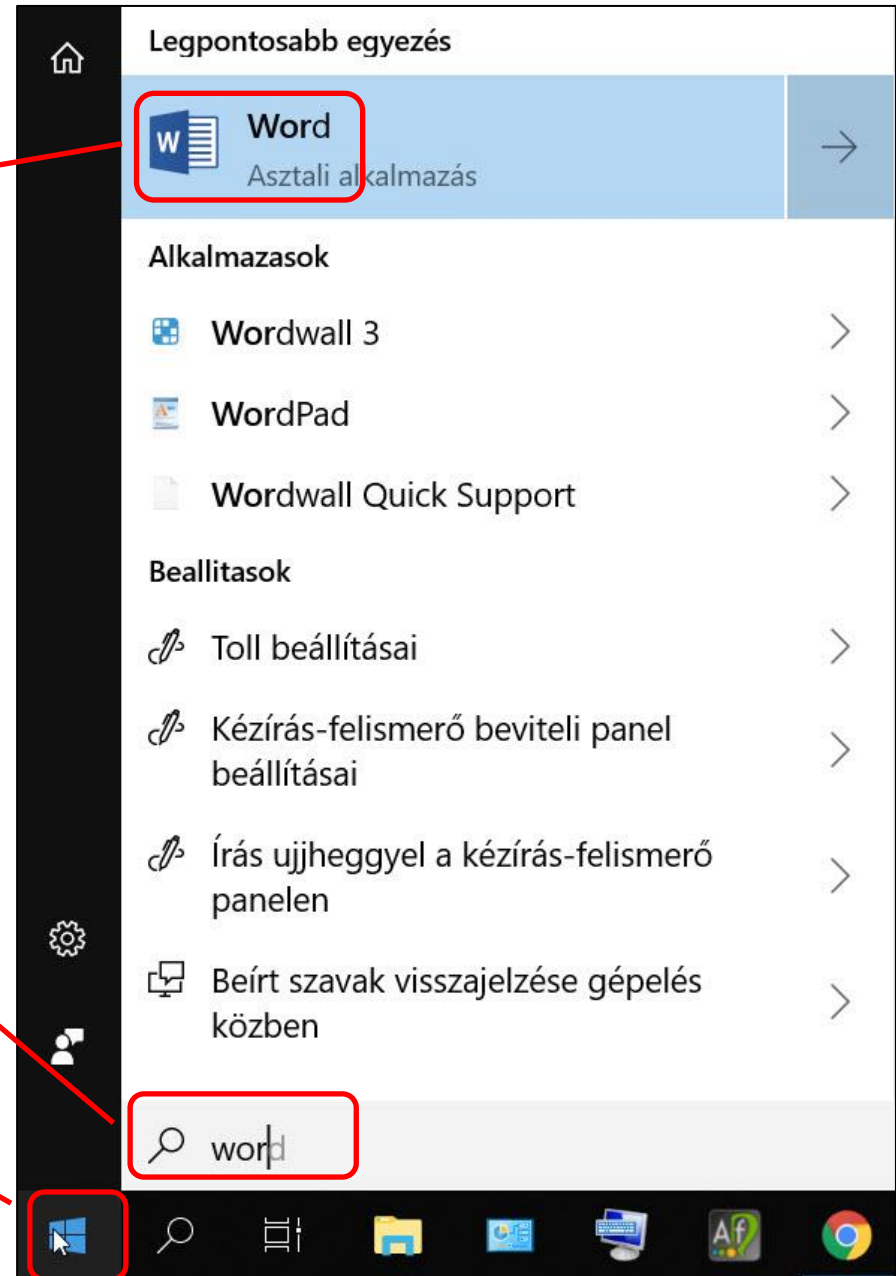 Legpontosabb egyezés
Word
Asztali alkalmazás
Alkalmazasok
Wordwall 3
WordPad
Wordwall Quick Support
Beallitasok
Toll beállításai
Kézírás-felismerő beviteli panel
beállításai
Írás ujjheggyel a kézírás-felismerő
panelen
Beírt szavak visszajelzése gépelés
közben
word